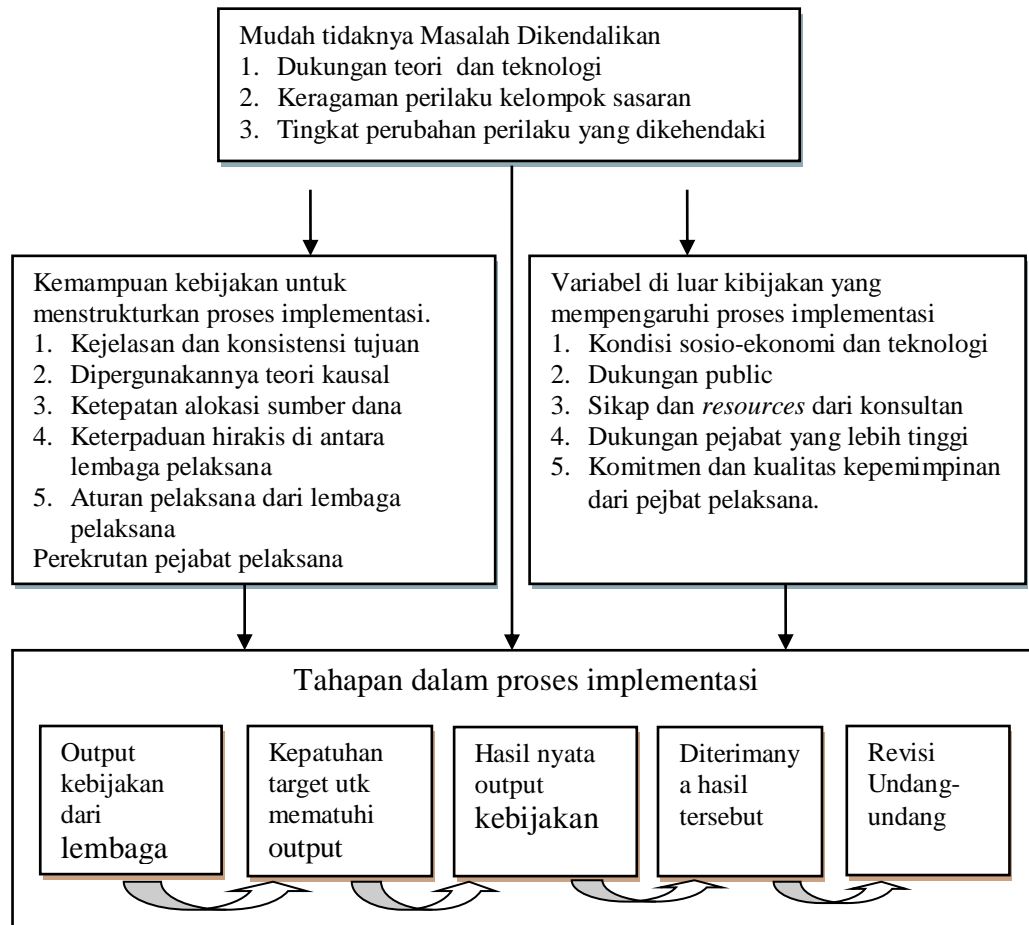 Mudah tidaknya Masalah Dikendalikan
1. Dukungan teori dan teknologi
2. Keragaman perilaku kelompok sasaran
3. Tingkat perubahan perilaku yang dikehendaki
Kemampuan kebijakan untuk
menstrukturkan proses implementasi.
1. Kejelasan dan konsistensi tujuan
2. Dipergunakannya teori kausal
3. Ketepatan alokasi sumber dana
4. Keterpaduan hirakis di antara
lembaga pelaksana
5. Aturan pelaksana dari lembaga
pelaksana
Perekrutan pejabat pelaksana
Variabel di luar kibijakan yang
mempengaruhi proses implementasi
1. Kondisi sosio-ekonomi dan teknologi
2. Dukungan public
3. Sikap dan resources dari konsultan
4. Dukungan pejabat yang lebih tinggi
5. Komitmen dan kualitas kepemimpinan
dari pejbat pelaksana.
Tahapan dalam proses implementasi
Output
kebijakan
dari
lembaga
Kepatuhan
target utk
mematuhi
output
Hasil nyata
output
kebijakan
Diterimany
a hasil
tersebut
Revisi
Undang-
undang